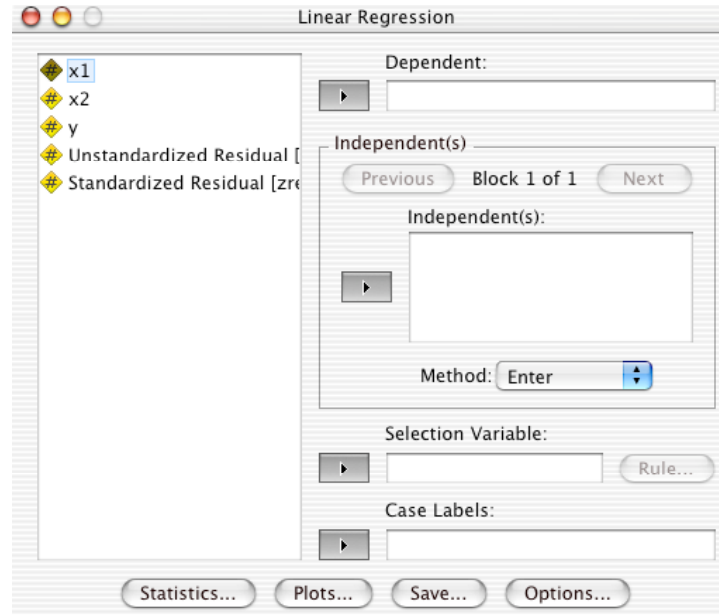 Linear Regression
x1
x2
y
Unstandardized Residual [
Standardized Residual [zre
Dependent:
Independent(s)
Previous Block 1 of 1 Next
Independent(s):
Method: Enter
Selection Variable:
Rule...
Case Labels:
Statistics... Plots... Save... Options...